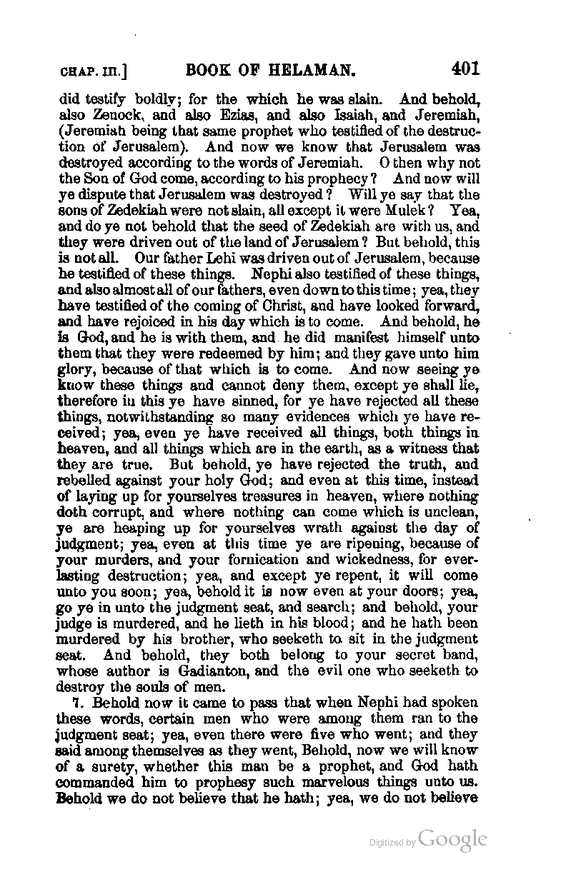 CHAP. III.] BOOK OF HELAMAN. 401
did testify boldly; for the which he was slain. And behold,
also Zenock, and also Ezias, and also Isaiah, and Jeremiah,
(Jeremiah being that same prophet who testified of the destruc-
tion of Jerusalem). And now we know that Jerusalem was
destroyed according to the words of Jeremiah. O then why not
the Son of God come, according to his prophecy? And now will
ye dispute that Jerusalem was destroyed? Will ye say that the
sons of Zedekiah were not slain, all except it were Mulek? Yea,
and do ye not behold that the seed of Zedekiah are with us, and
they were driven out of the land of Jerusalem? But behold, this
is not all. Our father Lehi was driven out of Jerusalem, because
he testified of these things. Nephi also testified of these things,
and also almost all of our fathers, even down to this time; yea, they
have testified of the coming of Christ, and have looked forward,
and have rejoiced in his day which is to come. And behold, he
is God, and he is with them, and he did manifest himself unto
them that they were redeemed by him; and they gave unto him
glory, because of that which is to come. And now seeing ye
know these things and cannot deny them, except ye shall lie,
therefore in this ye have sinned, for ye have rejected all these
things, notwithstanding so many evidences which ye have re-
ceived; yea, even ye have received all things, both things in
heaven, and all things which are in the earth, as a witness that
they are true. But behold, ye have rejected the truth, and
rebelled against your holy God; and even at this time, instead
of laying up for yourselves treasures in heaven, where nothing
doth corrupt, and where nothing can come which is unclean,
ye are heaping up for yourselves wrath against the day of
judgment; yea, even at this time ye are ripening, because of
your murders, and your fornication and wickedness, for ever-
lasting destruction; yea, and except ye repent, it will come
unto you soon; yea, behold it is now even at your doors; yea,
go ye in unto the judgment seat, and search; and behold, your
judge is murdered, and he lieth in his blood; and he hath been
murdered by his brother, who seeketh to sit in the judgment
seat. And behold, they both belong to your secret band,
whose author is Gadianton, and the evil one who seeketh to
destroy the souls of men.
7. Behold now it came to pass that when Nephi had spoken
these words, certain men who were among them ran to the
judgment seat; yea, even there were five who went; and they
said among themselves as they went, Behold, now we will know
of a surety, whether this man be a prophet, and God hath
commanded him to prophesy such marvelous things unto us.
Behold we do not believe that he hath; yea, we do not believe
Digitized by Google